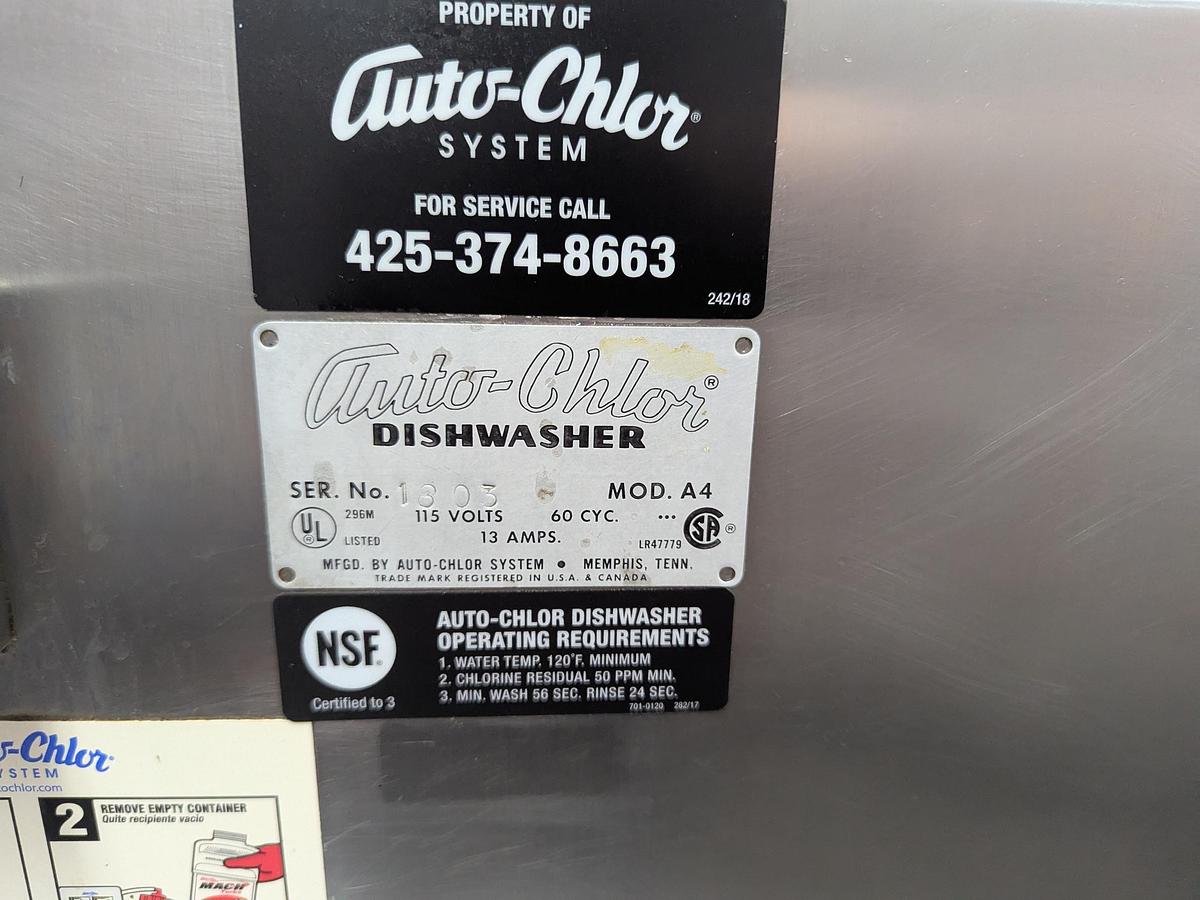 PROPERTY OF
Auto-Chlor®
SYSTEM
FOR SERVICE CALL
425-374-8663
242/18
Auto-Chlor®
DISHWASHER
SER. No. 1803 MOD. A4
UL® 296M LISTED 115 VOLTS 60 CYC. ... SA ®
13 AMPS. LR47779
MFGD. BY AUTO-CHLOR SYSTEM • MEMPHIS, TENN.
TRADE MARK REGISTERED IN U.S.A. & CANADA
NSF®
Certified to 3
AUTO-CHLOR DISHWASHER
OPERATING REQUIREMENTS
1. WATER TEMP. 120°F. MINIMUM
2. CHLORINE RESIDUAL 50 PPM MIN.
3. MIN. WASH 56 SEC. RINSE 24 SEC.
701-0120 282/17
o-Chlor
YSTEM
tochlor.com
2 REMOVE EMPTY CONTAINER
Quite recipiente vacio
MACH